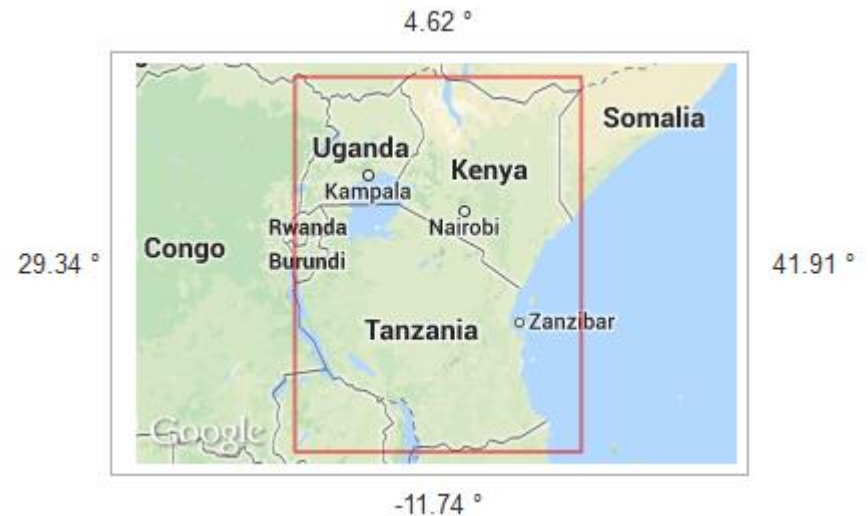 4.62 °
Somalia
Uganda
Kenya
Kampala
Rwanda
Nairobi
Congo
Burundi
29.34 °
41.91 °
Zanzibar
Tanzania
Google
-11.74 °